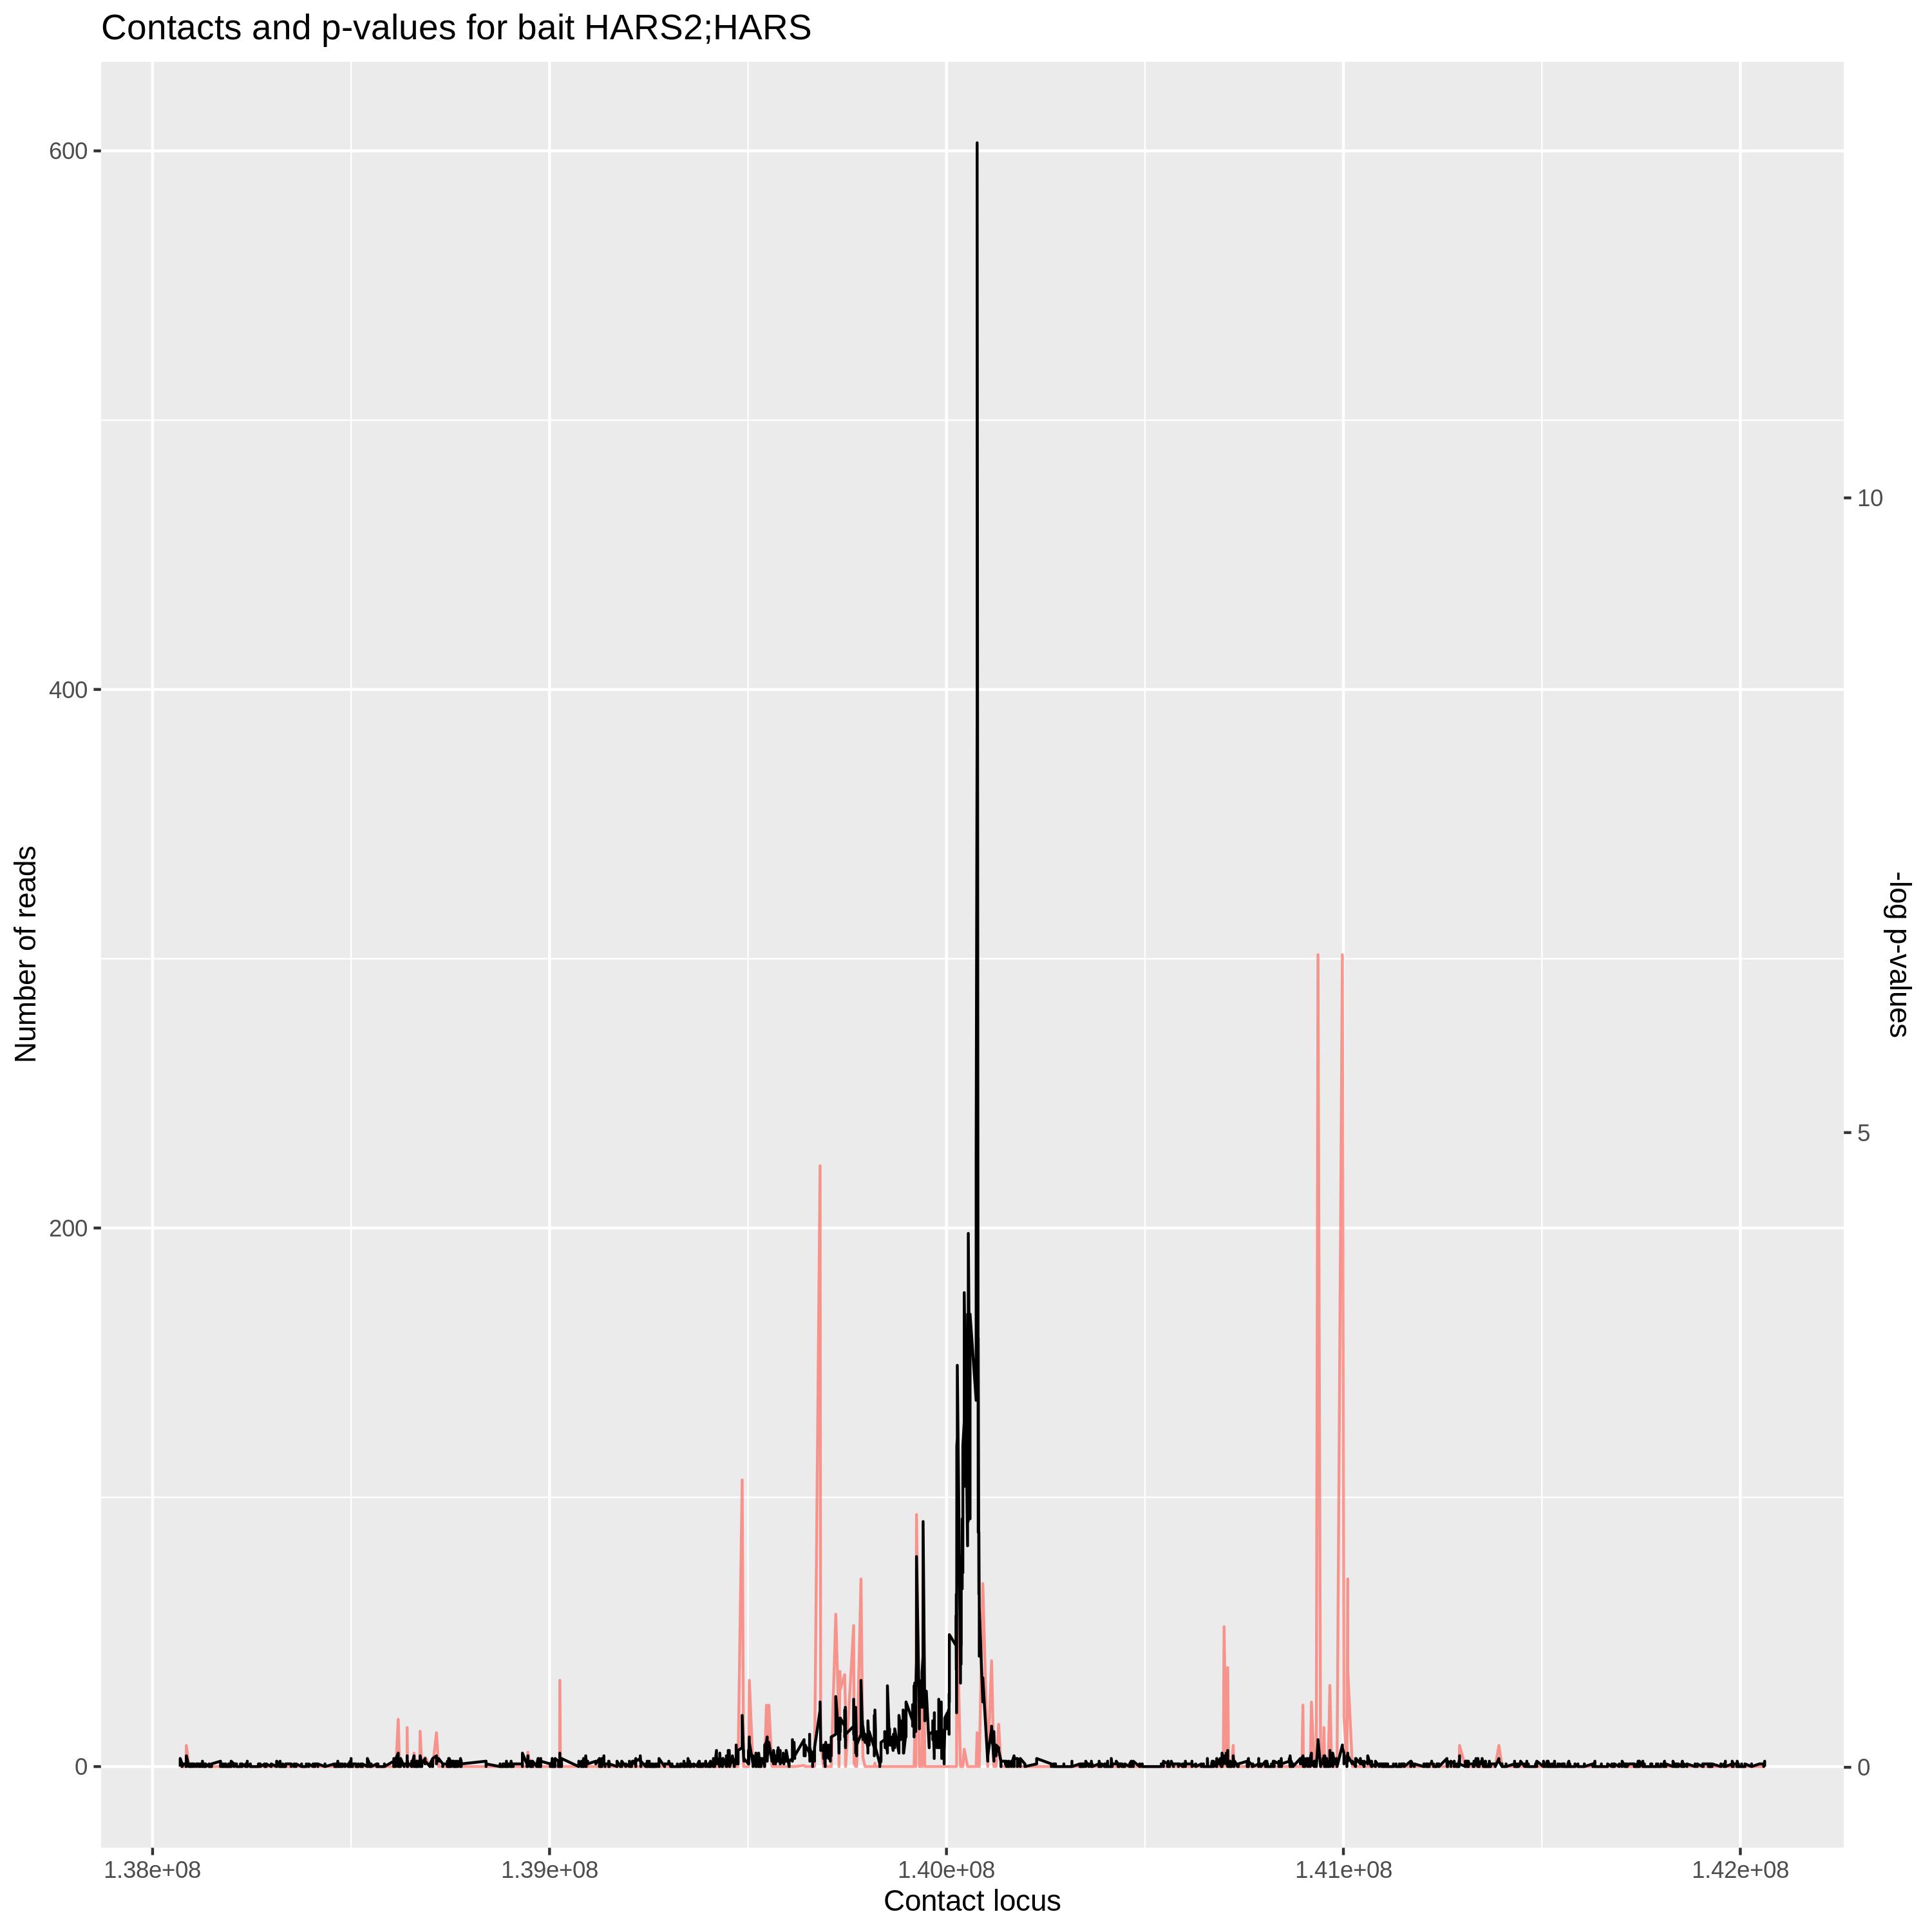 Contacts and p-values for bait HARS2;HARS
600
400
200
0
Number of reads
10
5
0
-log p-values
1.38e+08
1.39e+08
1.40e+08
1.41e+08
1.42e+08
Contact locus